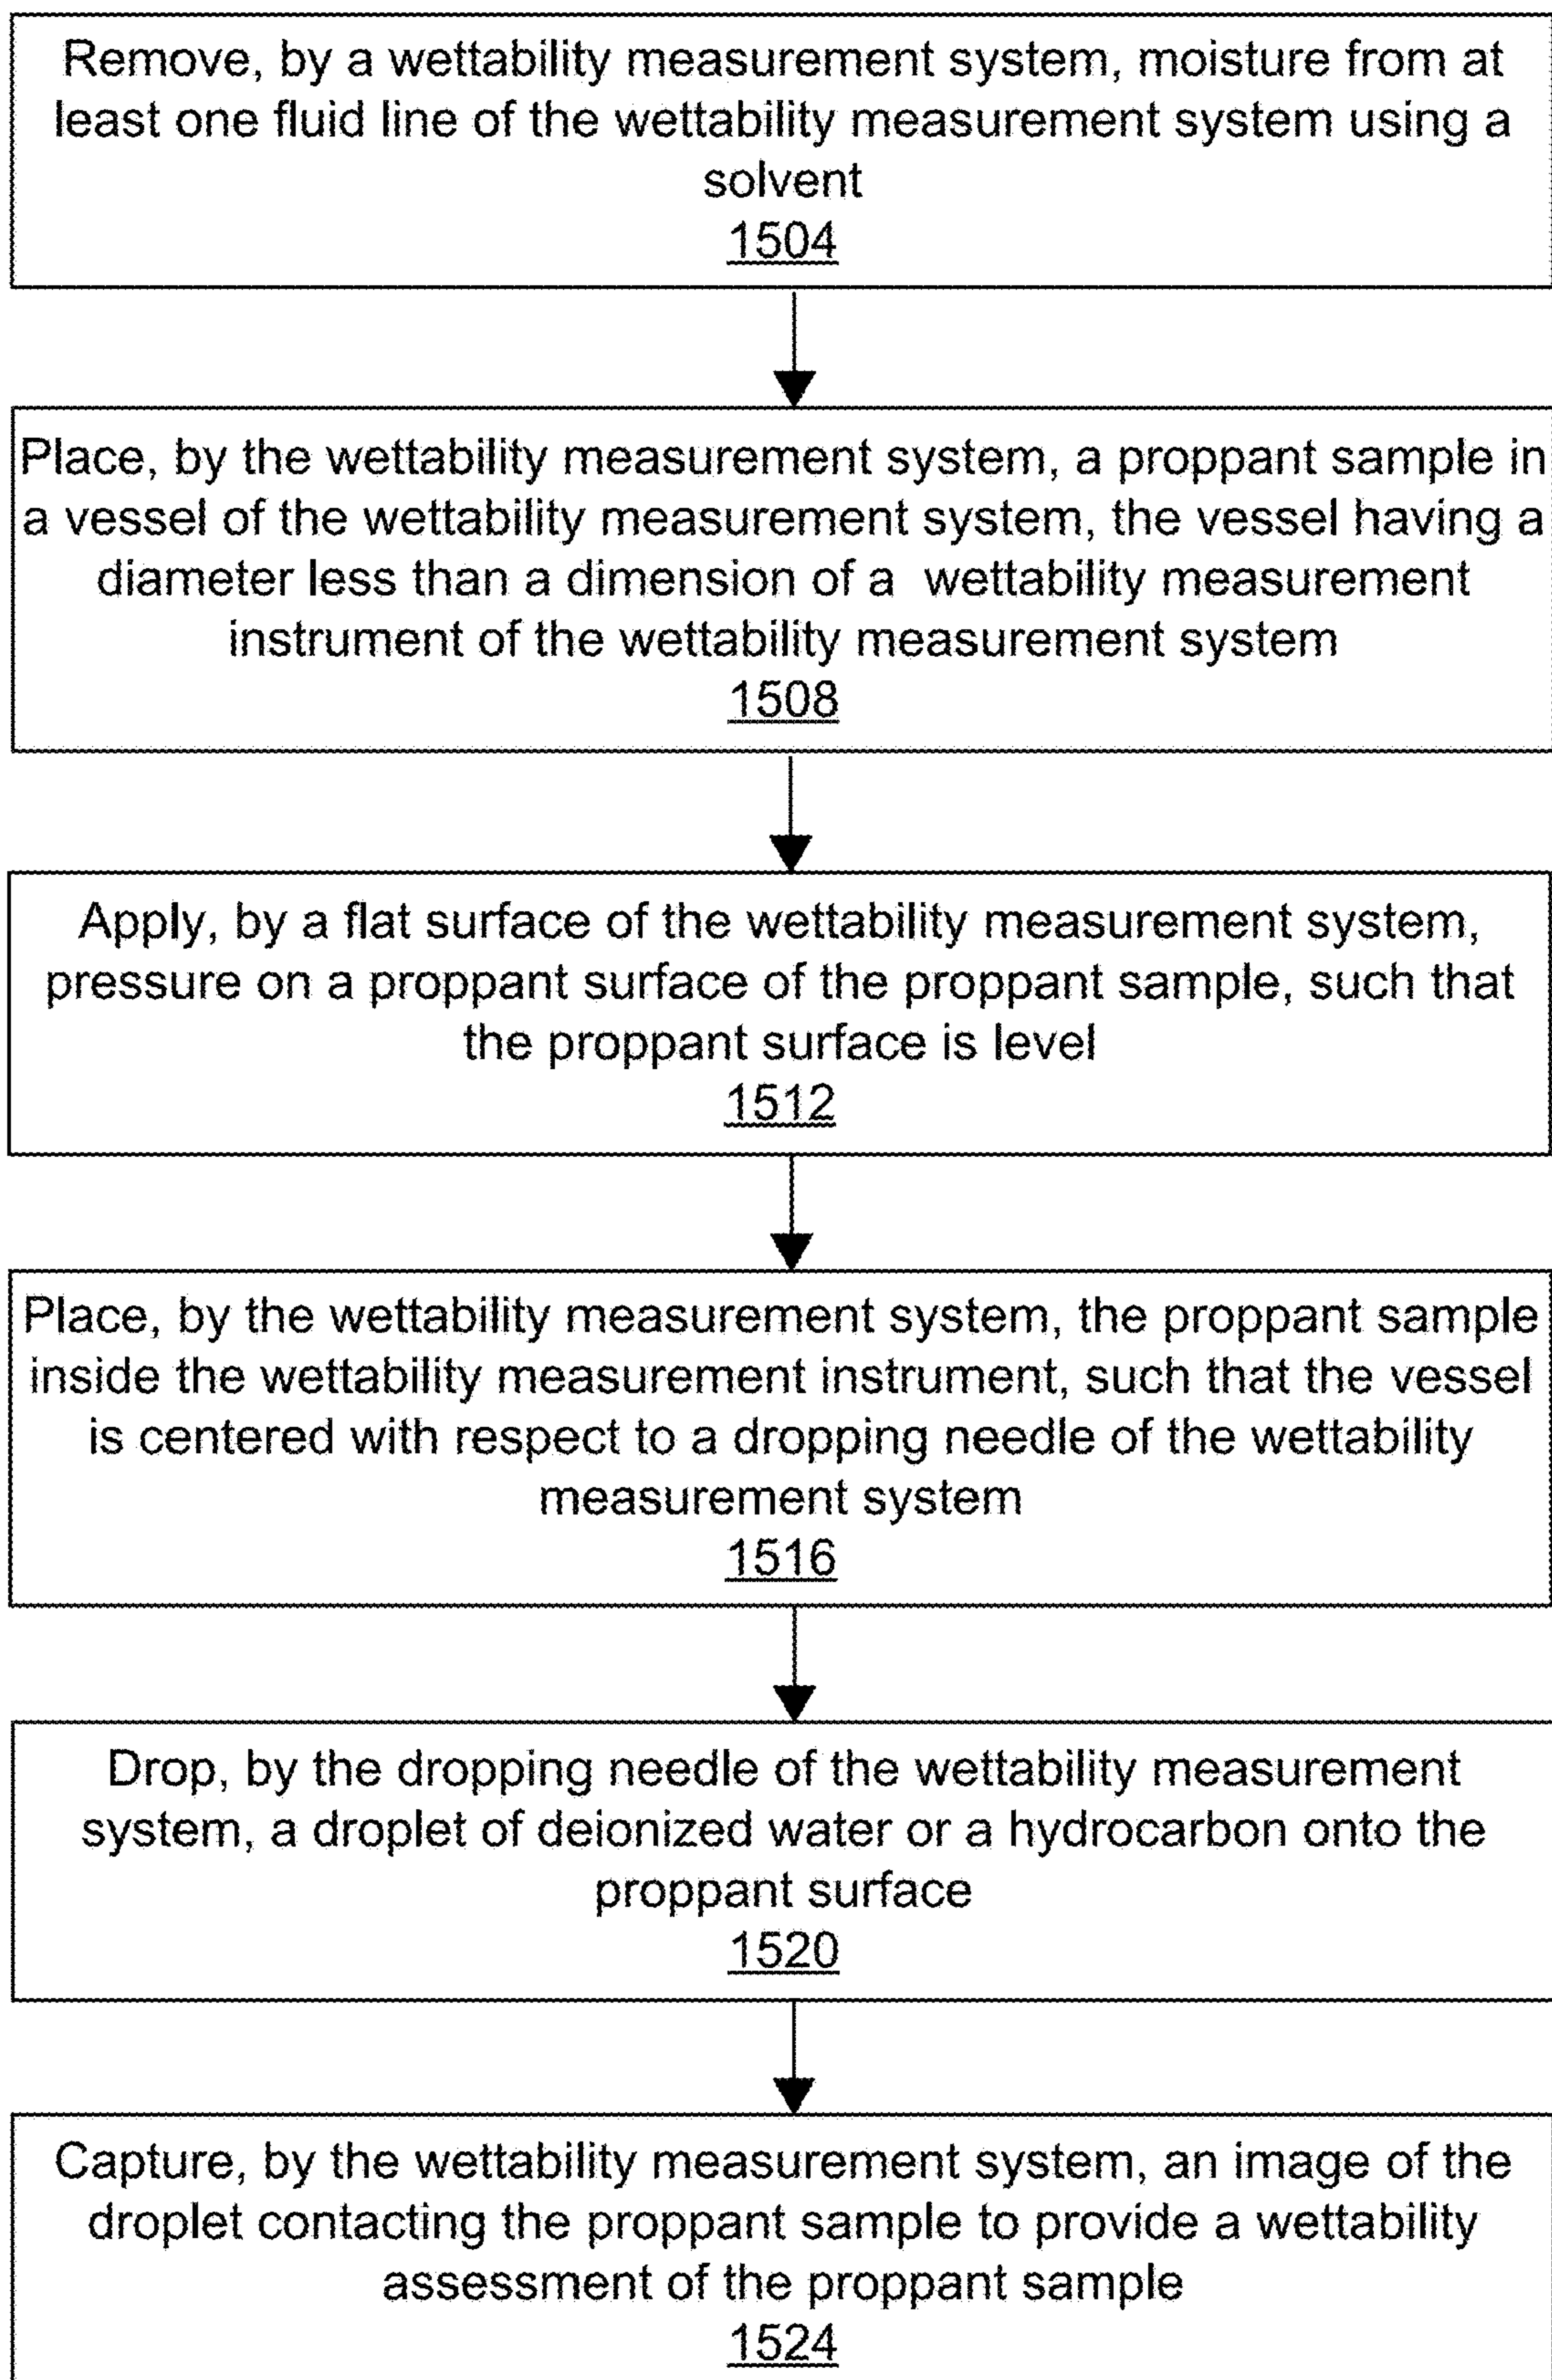 Remove, by a wettability measurement system, moisture from at
least one fluid line of the wettability measurement system using a
solvent
1504
Place, by the wettability measurement system, a proppant sample in
a vessel of the wettability measurement system, the vessel having a
diameter less than a dimension of a wettability measurement
instrument of the wettability measurement system
1508
Apply, by a flat surface of the wettability measurement system,
pressure on a proppant surface of the proppant sample, such that
the proppant surface is level
1512
Place, by the wettability measurement system, the proppant sample
inside the wettability measurement instrument, such that the vessel
is centered with respect to a dropping needle of the wettability
measurement system
1516
Drop, by the dropping needle of the wettability measurement
system, a droplet of deionized water or a hydrocarbon onto the
proppant surface
1520
Capture, by the wettability measurement system, an image of the
droplet contacting the proppant sample to provide a wettability
assessment of the proppant sample
1524